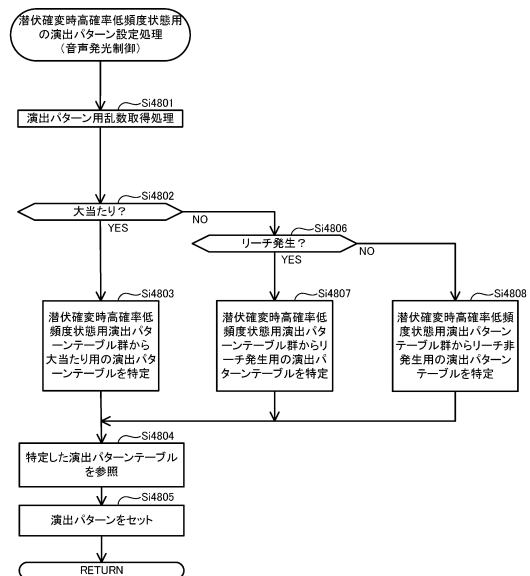 潜伏確変時高確率低頻度状態用
の演出パターン設定処理
（音声発光制御）
Si4801
演出パターン用乱数取得処理
Si4802
大当たり？
NO
YES
Si4806
リーチ発生？
NO
YES
Si4803
潜伏確変時高確率低
頻度状態用演出パタ
ーンテーブル群から
大当たり用の演出パタ
ーンテーブルを特定
Si4807
潜伏確変時高確率低
頻度状態用演出パタ
ーンテーブル群からリ
ーチ発生用の演出パ
ターンテーブルを特定
Si4808
潜伏確変時高確率低頻
度状態用演出パターン
テーブル群からリーチ非
発生用の演出パターン
テーブルを特定
Si4804
特定した演出パターンテーブル
を参照
Si4805
演出パターンをセット
RETURN